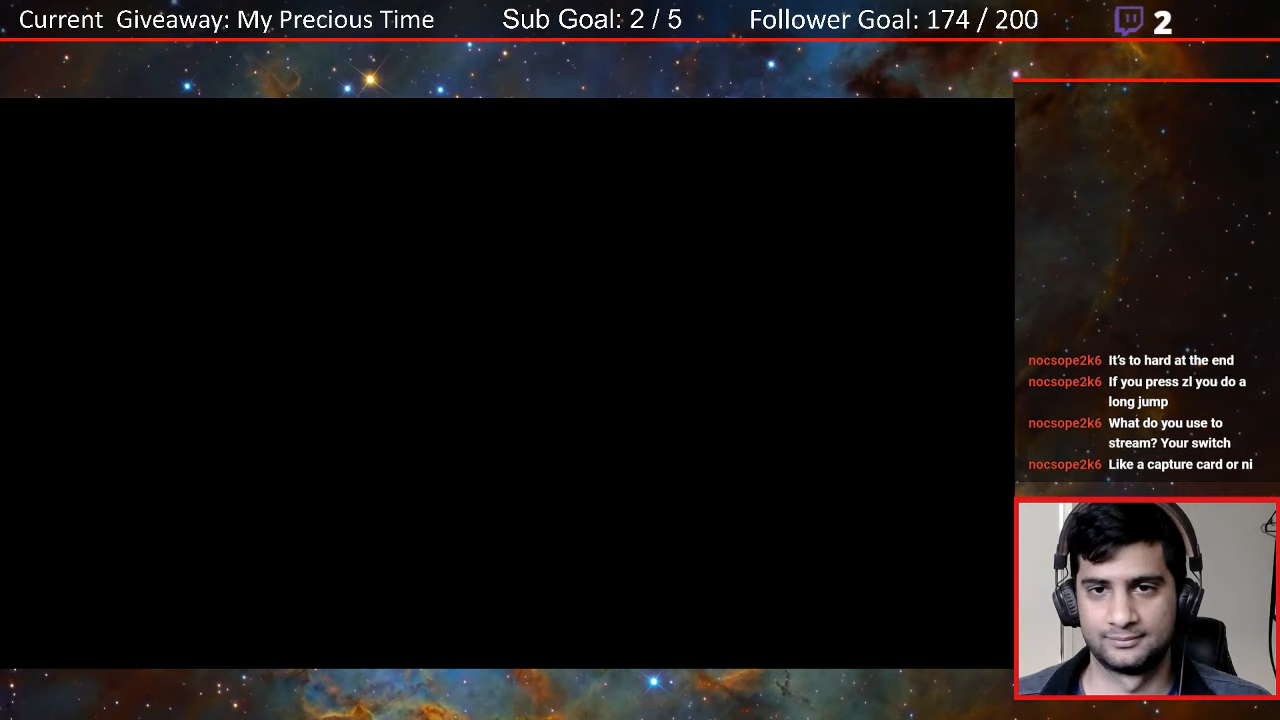 Current  Giveaway: My Precious Time
Sub Goal: 2 / 5
Follower Goal: 174 / 200
2
nocsope2k6 It's to hard at the end
nocsope2k6 If you press zl you do a
long jump
nocsope2k6 What do you use to
stream? Your switch
nocsope2k6 Like a capture card or ni